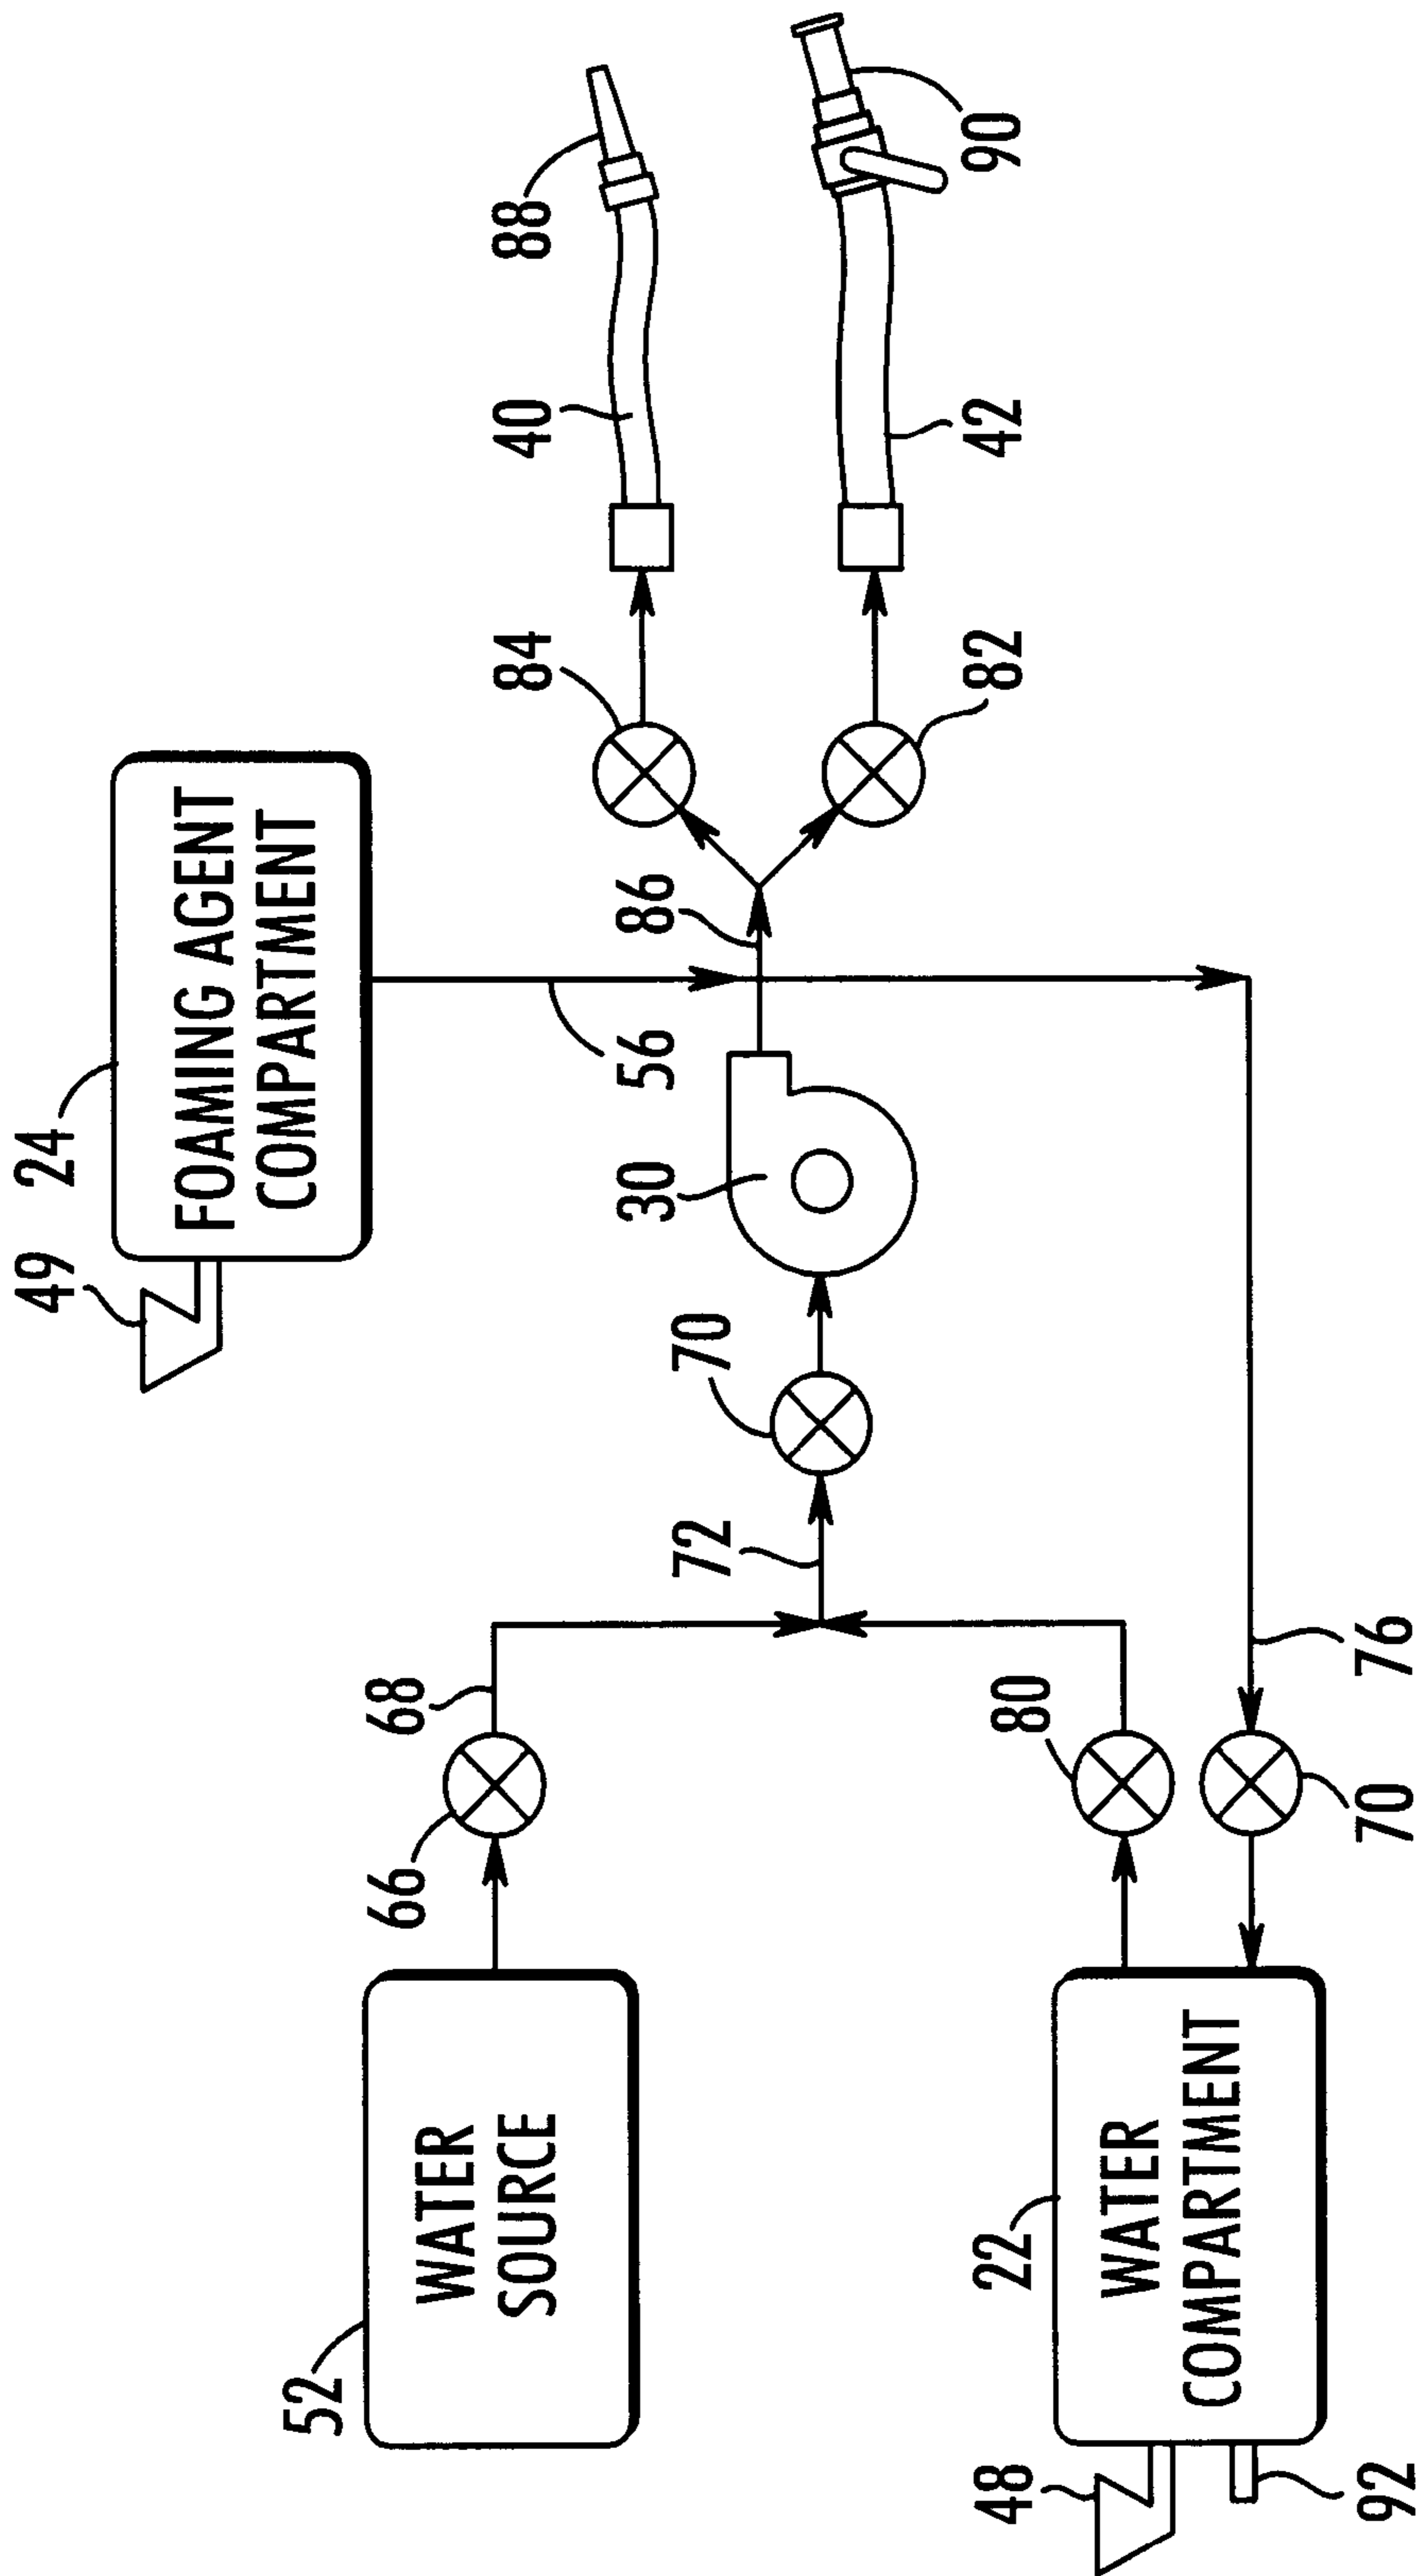 49 24
FOAMING AGENT
COMPARTMENT
52
66 68
WATER
SOURCE
84 40 88
30 56 86
72 70
82 42 90
48 22 80
WATER
COMPARTMENT
92 70 76